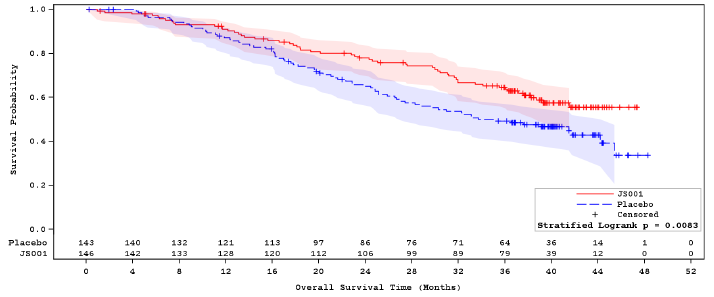 1.0
0.8
0.6
0.4
0.2
0.0
Survival Probability
JS001
Placebo
Censored
Stratified Logrank p = 0.0083
Placebo 143 140 132 121 113 97 86 76 71 64 36 14 1 0
JS001 146 142 133 128 120 112 106 99 89 79 39 12 0 0
0 4 8 12 16 20 24 28 32 36 40 44 48 52
Overall Survival Time (Months)